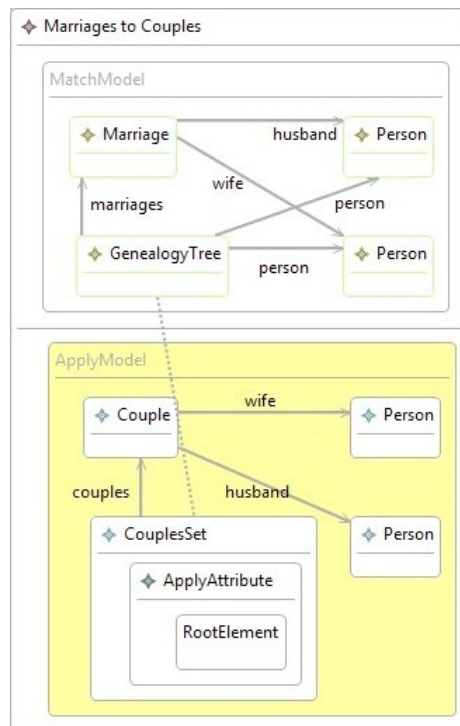 Marriages to Couples
MatchModel
Marriage
husband
Person
wife
marriages
person
GenealogyTree
person
Person
ApplyModel
Couple
wife
Person
couples
husband
CouplesSet
Person
ApplyAttribute
RootElement